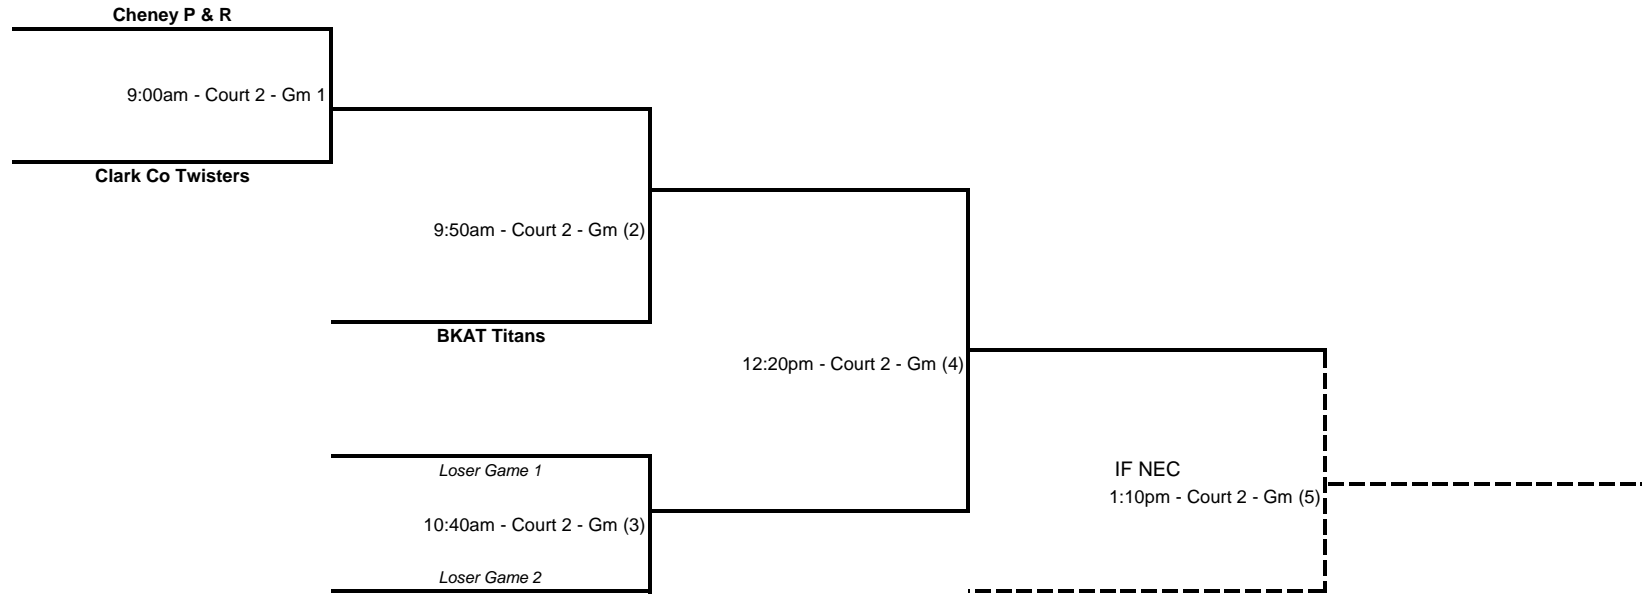 Cheney P & R
9:00am - Court 2 - Gm 1
Clark Co Twisters
9:50am - Court 2 - Gm (2)
BKAT Titans
12:20pm - Court 2 - Gm (4)
Loser Game 1
IF NEC
1:10pm - Court 2 - Gm (5)
10:40am - Court 2 - Gm (3)
Loser Game 2